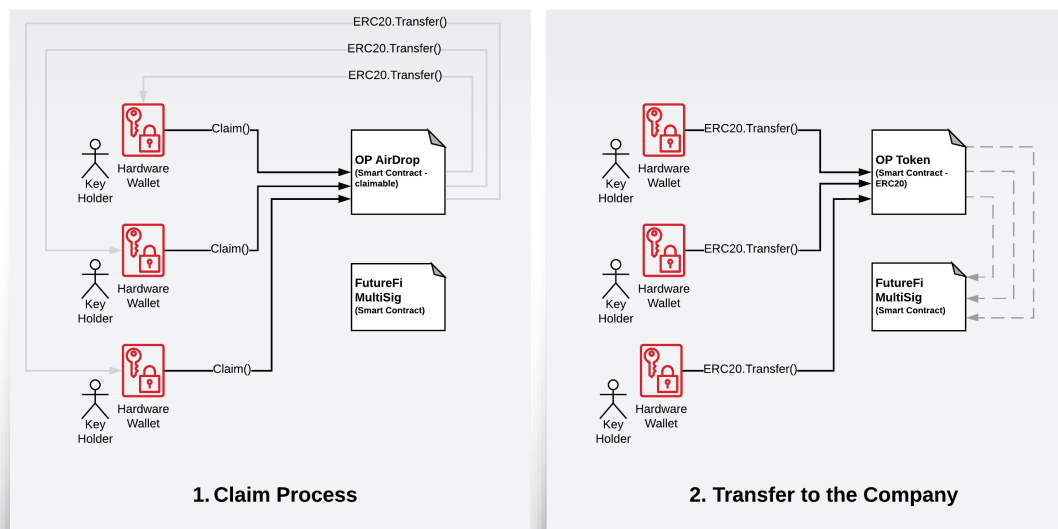 ERC20.Transfer()
ERC20.Transfer()
ERC20.Transfer()
Claim()
Key
Holder
Hardware
Wallet
OP AirDrop
(Smart Contract -
claimable)
Claim()
Key
Holder
Hardware
Wallet
FutureFi
MultiSig
(Smart Contract)
Claim()
Key
Holder
Hardware
Wallet
1. Claim Process
ERC20.Transfer()
Key
Holder
Hardware
Wallet
OP Token
(Smart Contract -
ERC20)
ERC20.Transfer()
Key
Holder
Hardware
Wallet
FutureFi
MultiSig
(Smart Contract)
ERC20.Transfer()
Key
Holder
Hardware
Wallet
2. Transfer to the Company